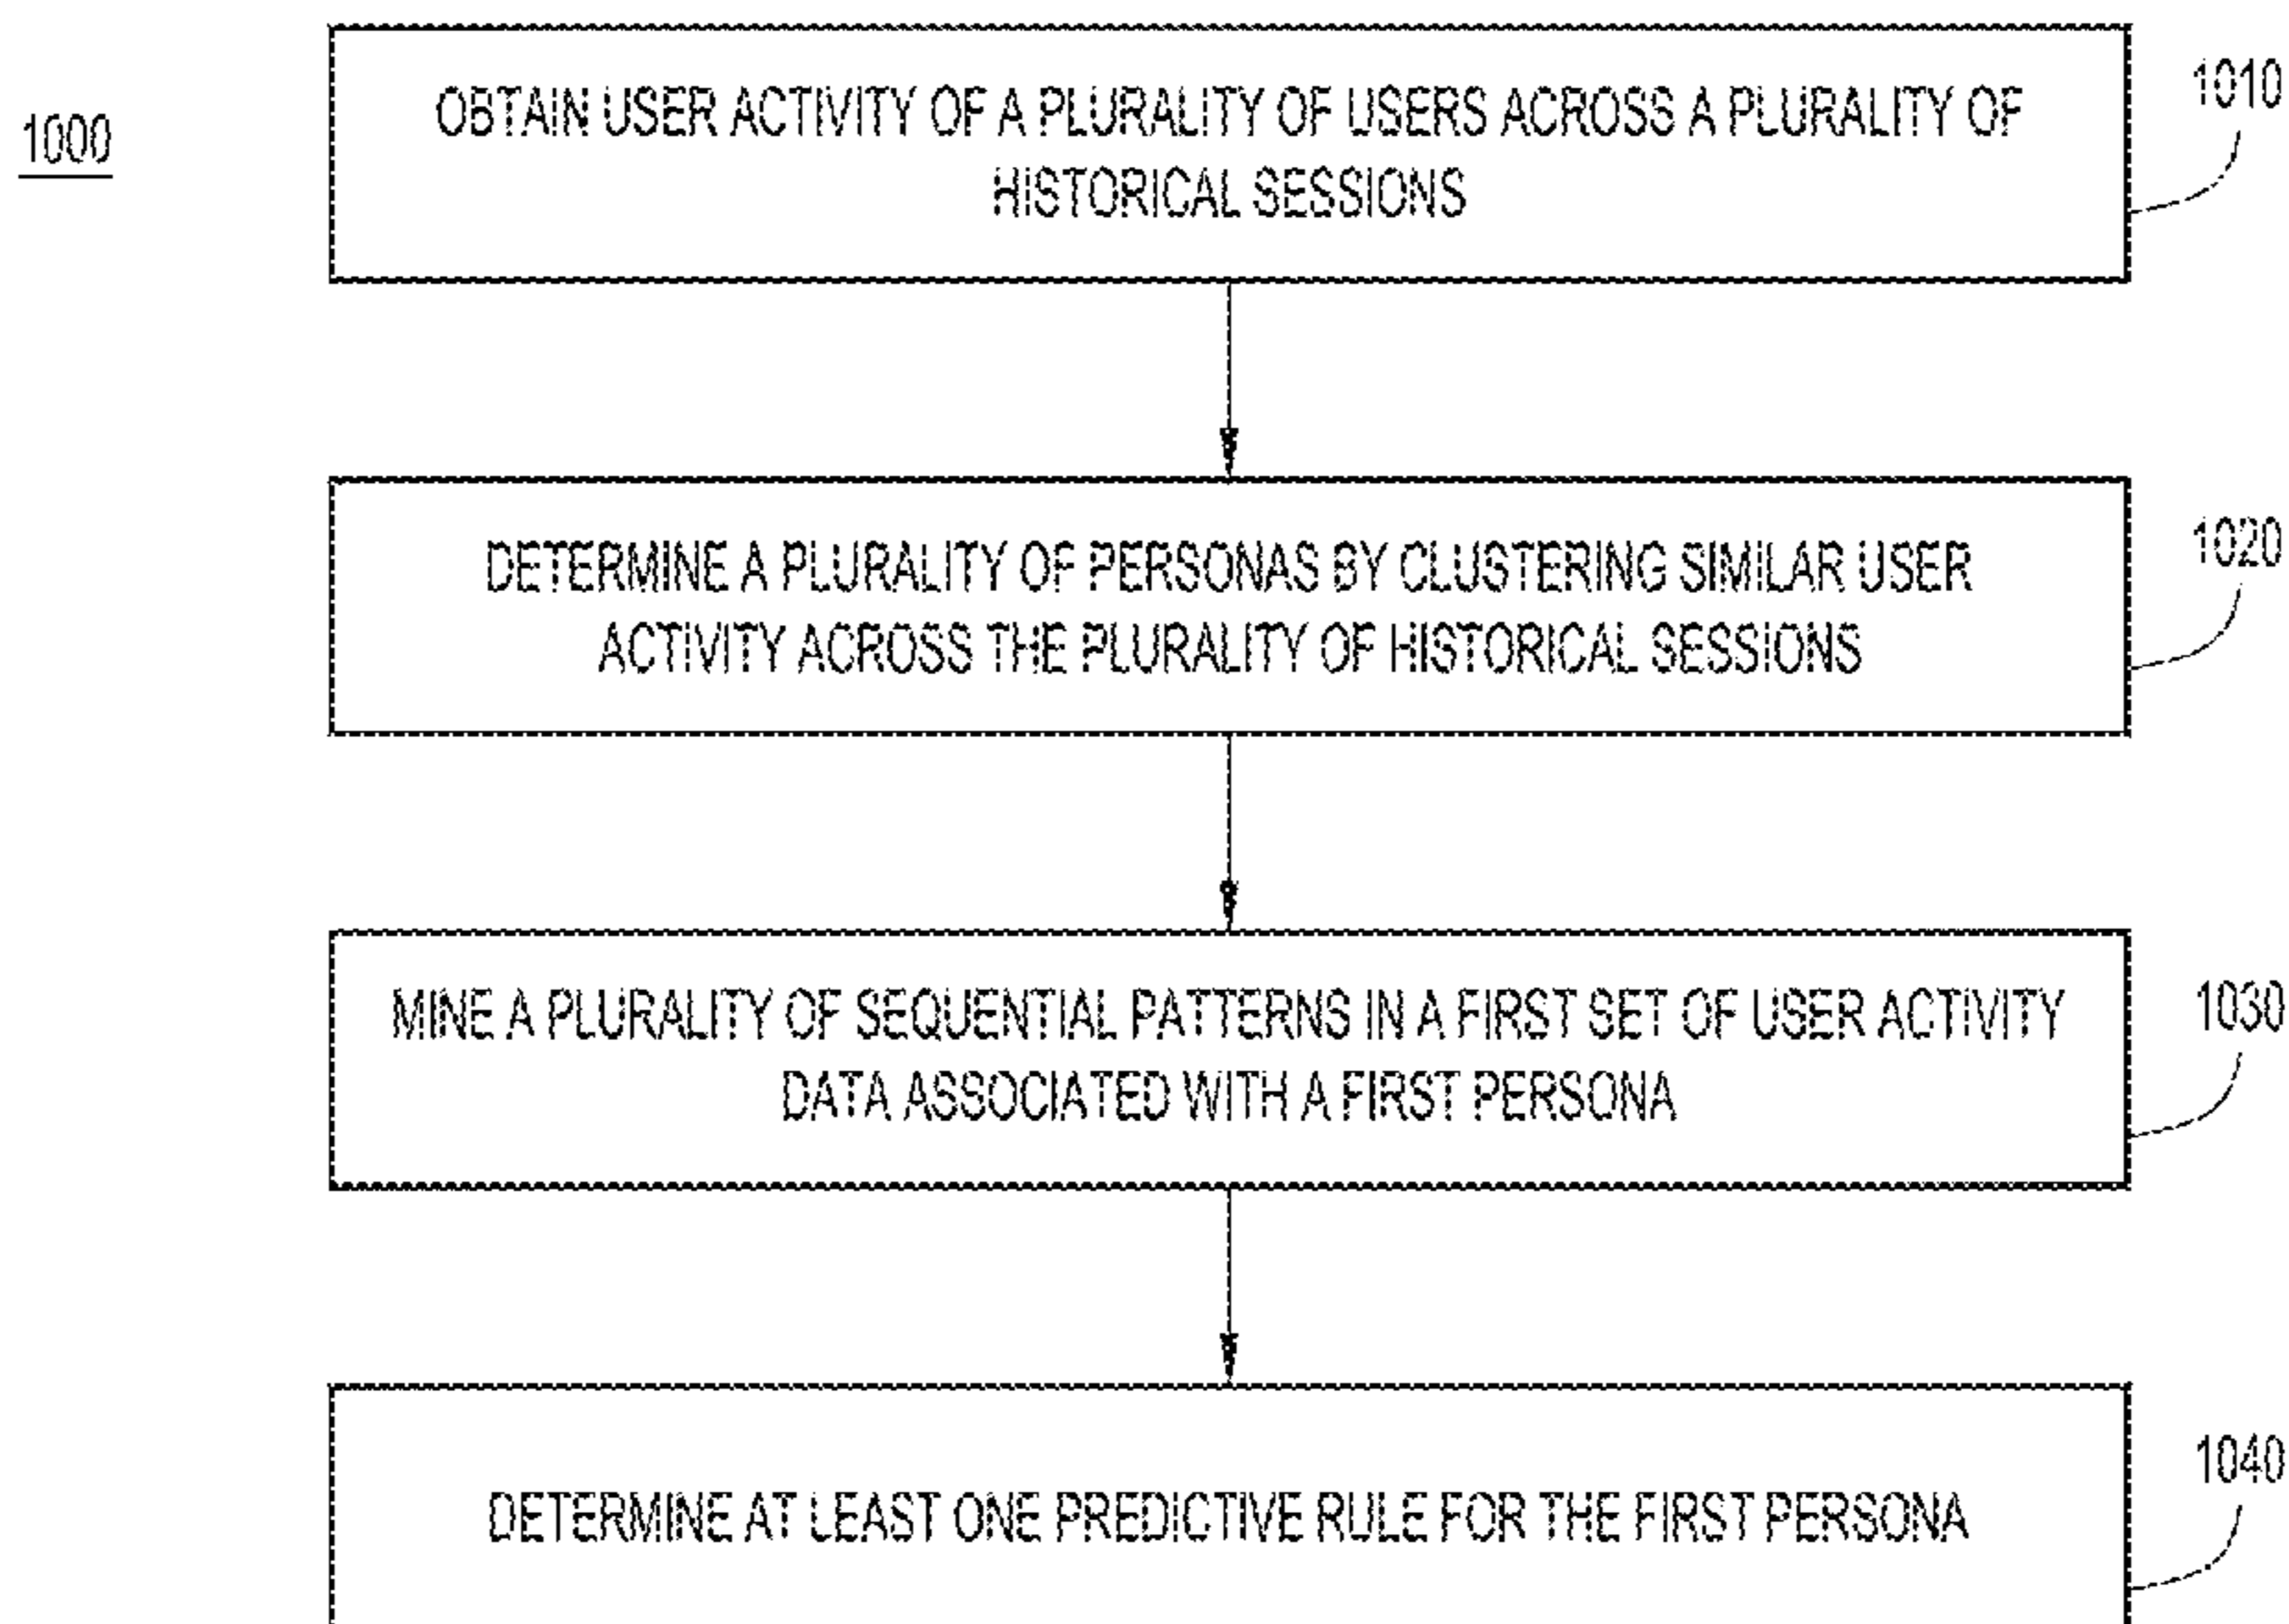 1000
OBTAIN USER ACTIVITY OF A PLURALITY OF USERS ACROSS A PLURALITY OF
HISTORICAL SESSIONS
1010
DETERMINE A PLURALITY OF PERSONAS BY CLUSTERING SIMILAR USER
ACTIVITY ACROSS THE PLURALITY OF HISTORICAL SESSIONS
1020
MINE A PLURALITY OF SEQUENTIAL PATTERNS IN A FIRST SET OF USER ACTIVITY
DATA ASSOCIATED WITH A FIRST PERSONA
1030
DETERMINE AT LEAST ONE PREDICTIVE RULE FOR THE FIRST PERSONA
1040